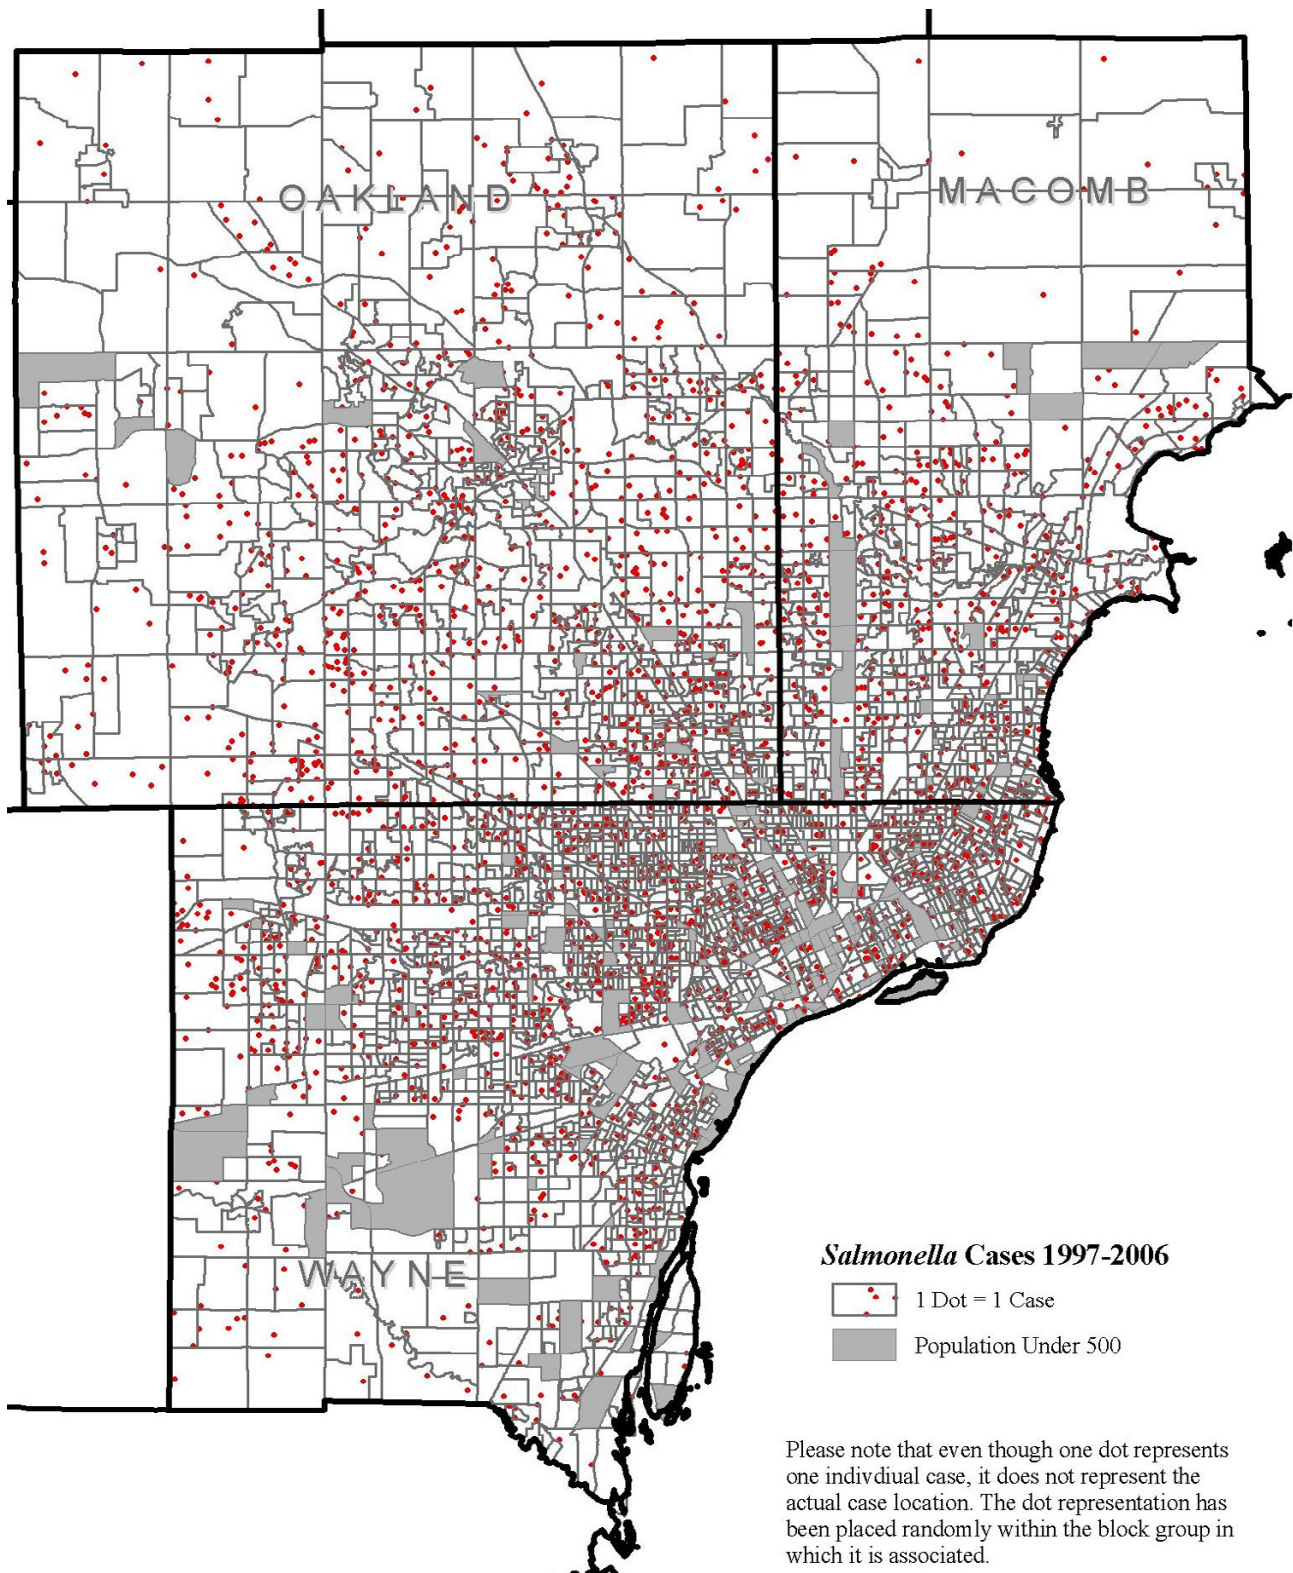 OAKLAND
MACOMB
WAYNE
Salmonella Cases 1997-2006
1 Dot = 1 Case
Population Under 500
Please note that even though one dot represents
one indivdiual case, it does not represent the
actual case location. The dot representation has
been placed randomly within the block group in
which it is associated.